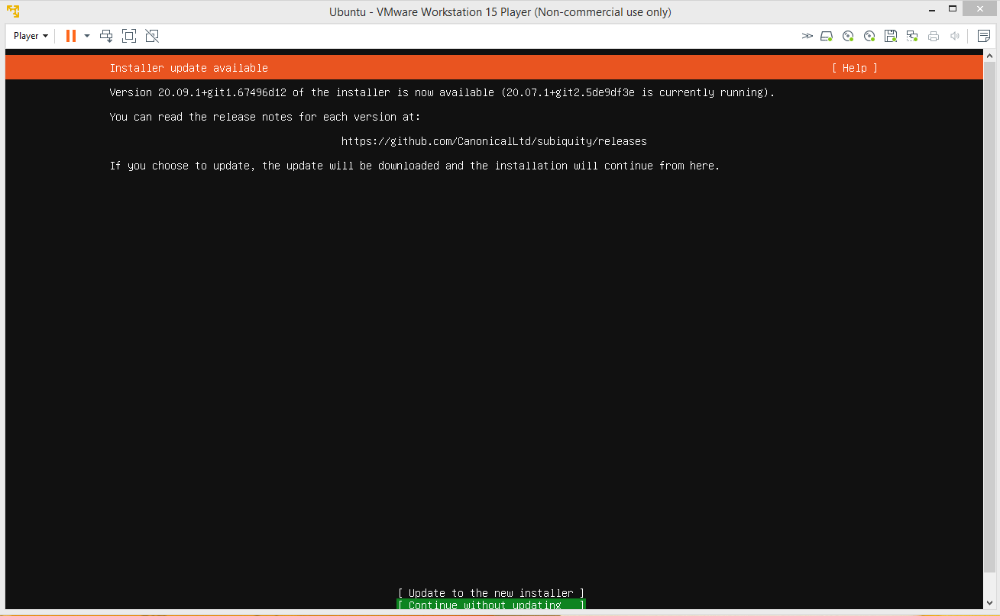 Ubuntu - VMware Workstation 15 Player (Non-commercial use only)
Player
Installer update available [ Help ]
Version 20.09.1+git1.67496d12 of the installer is now available (20.07.1+git2.5de9df3e is currently running).
You can read the release notes for each version at:
https://github.com/CanonicalLtd/subiquity/releases
If you choose to update, the update will be downloaded and the installation will continue from here.
[ Update to the new installer ]
[ Continue without updating ]